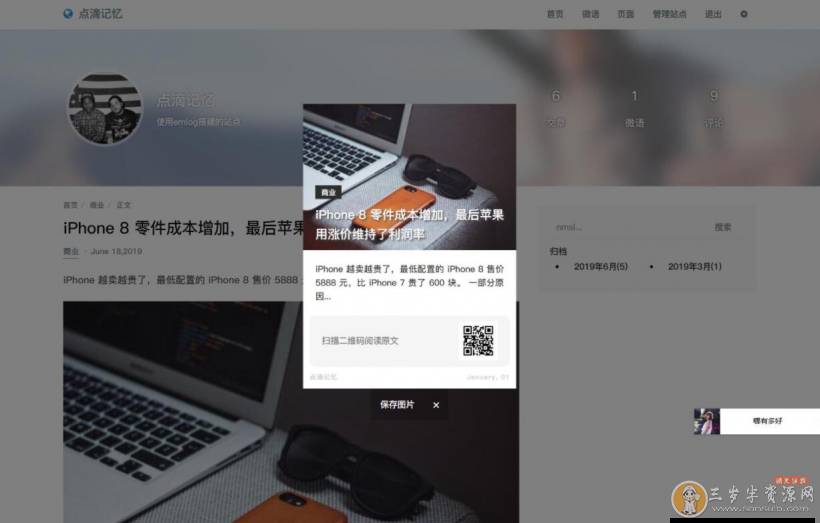 点滴记忆
首页 微语 页面 管理站点 退出
点滴记忆
使用emlog搭建的站点
6 1 9
文章 微语 评论
首页 / 商业 / 正文
iPhone 8 零件成本增加，最后苹果
用涨价维持了利润率
商业 · June 18,2019
iPhone 越卖越贵了，最低配置的 iPhone 8 售价 5888
商业
iPhone 8 零件成本增加，最后苹果
用涨价维持了利润率
iPhone 越卖越贵了，最低配置的 iPhone 8 售价
5888 元，比 iPhone 7 贵了 600 块。 一部分原
因...
扫描二维码阅读原文
点滴记忆 January, 01
保存图片 ×
nmsl... 搜索
归档
2019年6月(5) 2019年3月(1)
哪有多好
三岁半资源网